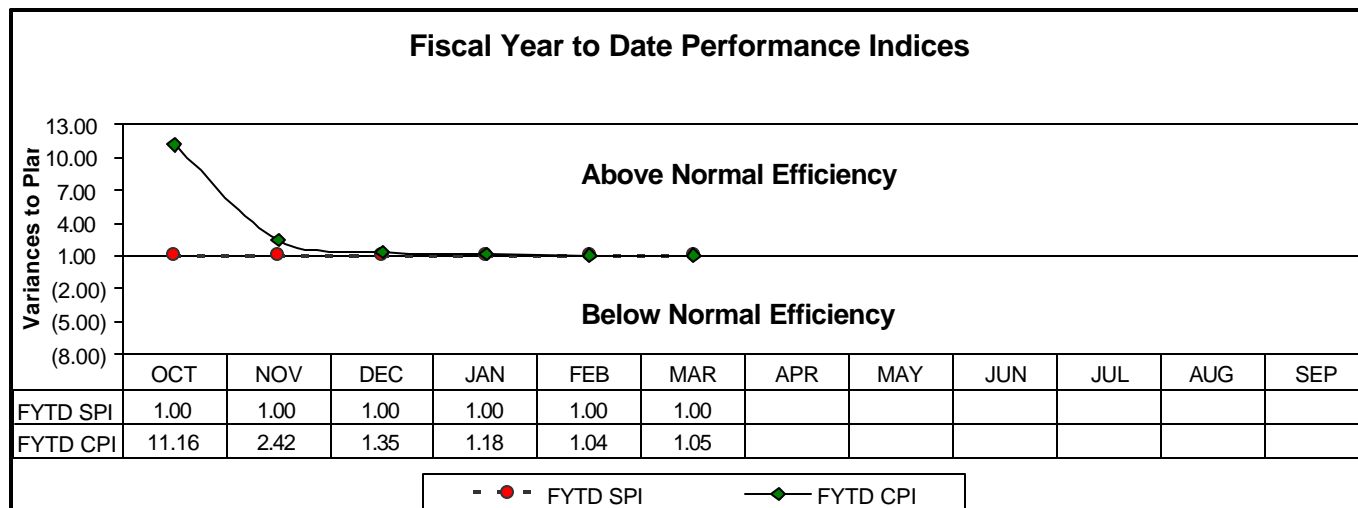 Fiscal Year to Date Performance Indices
Variances to Plan
13.00
10.00
7.00
4.00
1.00
(2.00)
(5.00)
(8.00)
Above Normal Efficiency
Below Normal Efficiency
OCT NOV DEC JAN FEB MAR APR MAY JUN JUL AUG SEP
FYTD SPI 1.00 1.00 1.00 1.00 1.00 1.00
FYTD CPI 11.16 2.42 1.35 1.18 1.04 1.05
FYTD SPI FYTD CPI